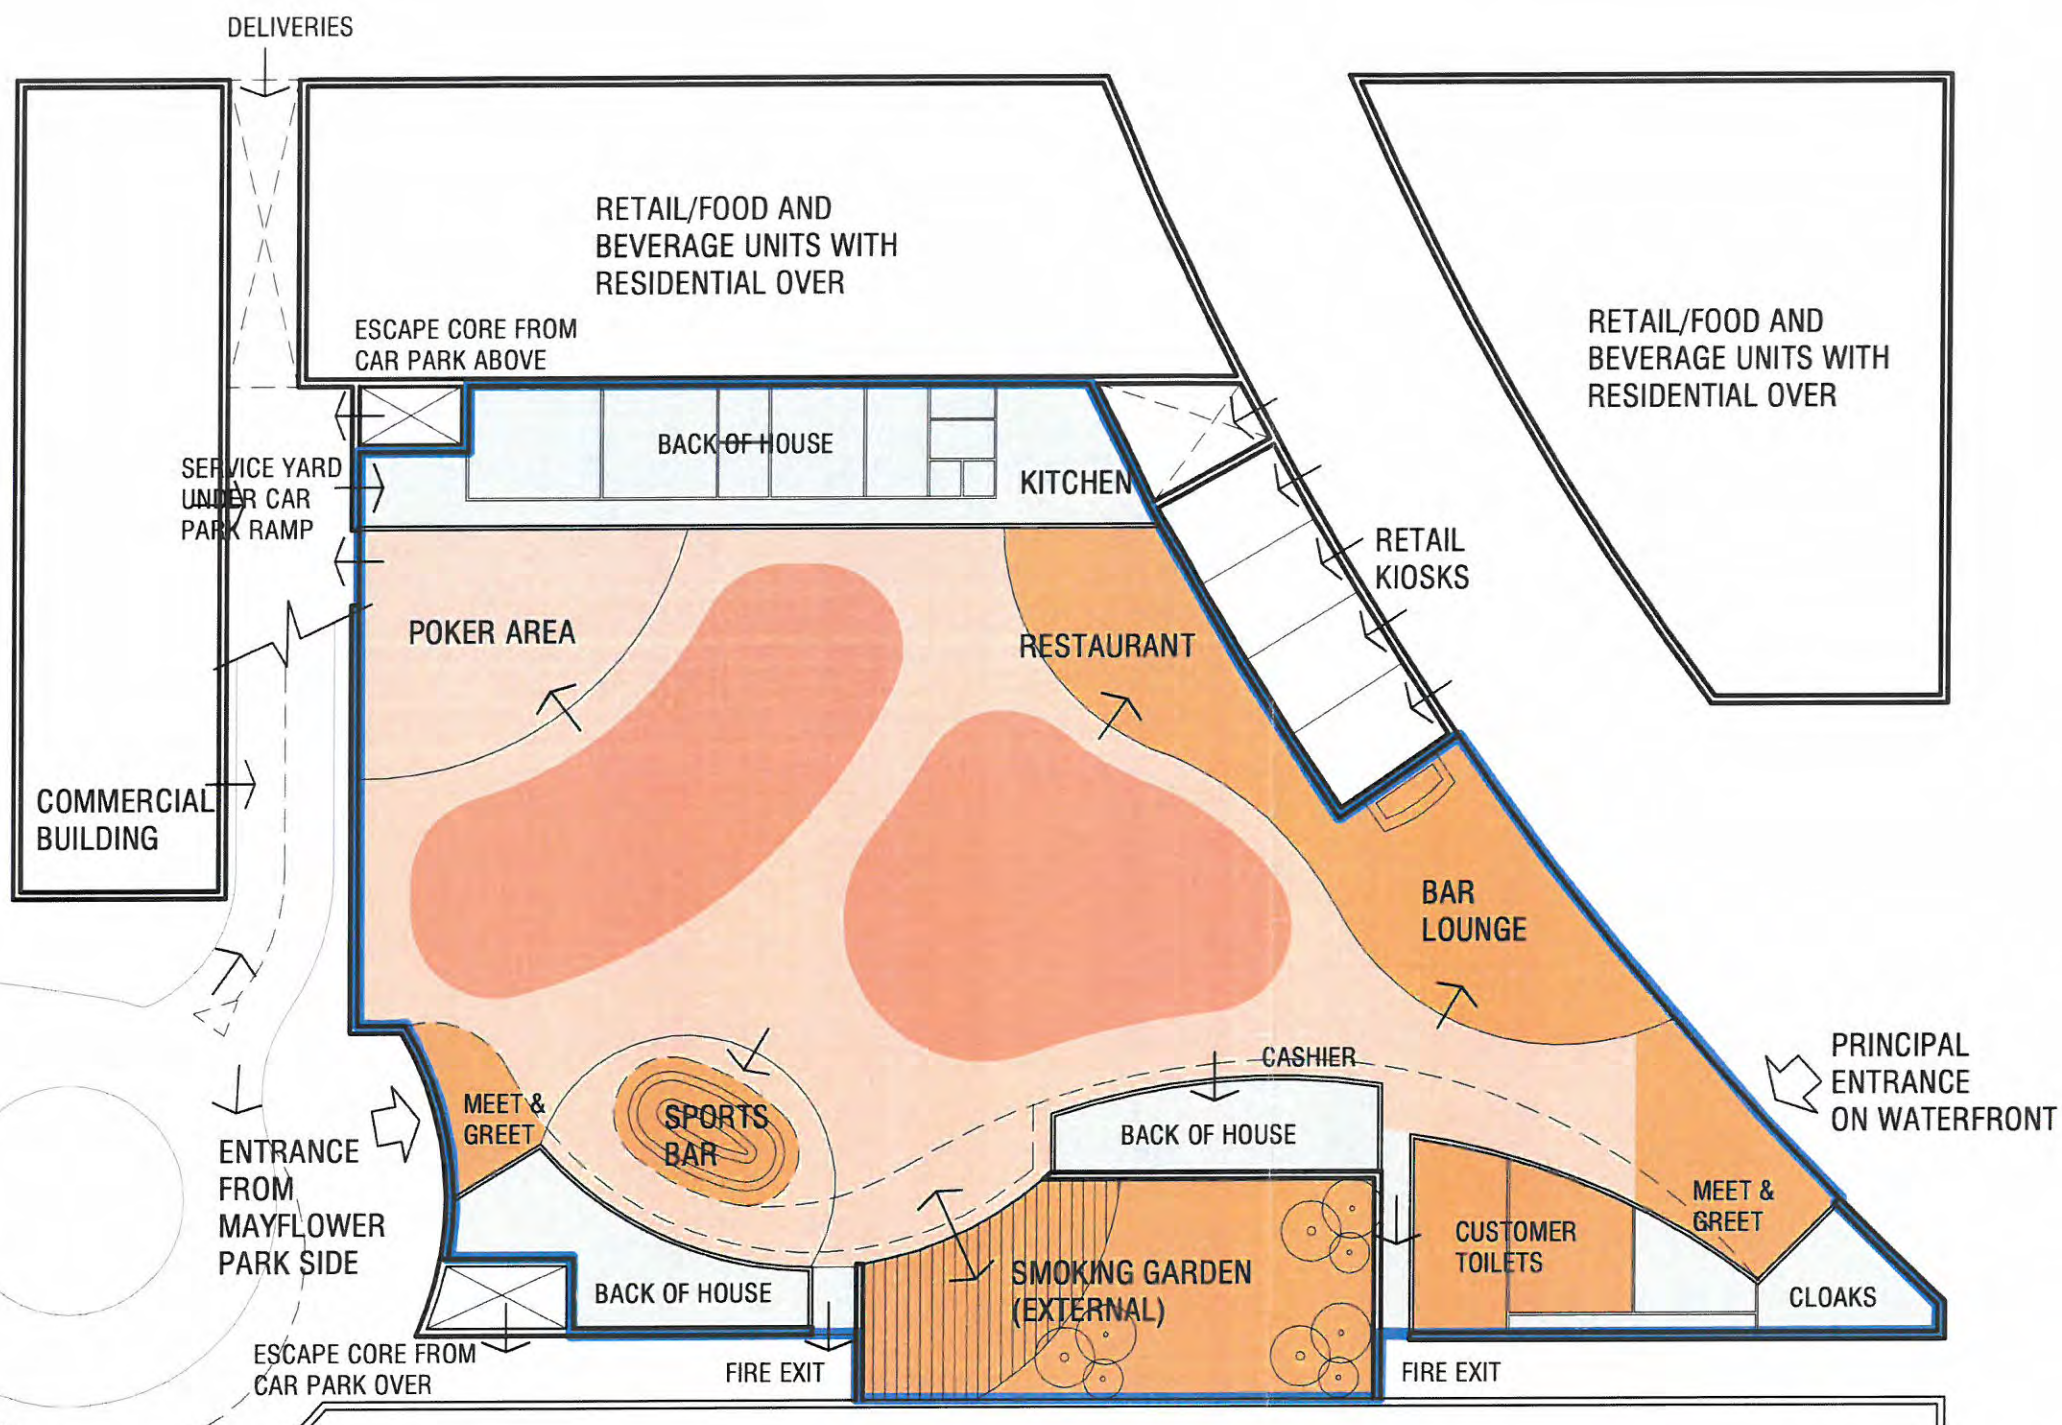 DELIVERIES
RETAIL/FOOD AND
BEVERAGE UNITS WITH
RESIDENTIAL OVER
RETAIL/FOOD AND
BEVERAGE UNITS WITH
RESIDENTIAL OVER
ESCAPE CORE FROM
CAR PARK ABOVE
BACK OF HOUSE
KITCHEN
SERVICE YARD
UNDER CAR
PARK RAMP
RETAIL
KIOSKS
POKER AREA
RESTAURANT
COMMERCIAL
BUILDING
BAR
LOUNGE
PRINCIPAL
ENTRANCE
ON WATERFRONT
CASHIER
MEET &
GREET
SPORTS
BAR
BACK OF HOUSE
ENTRANCE
FROM
MAYFLOWER
PARK SIDE
MEET &
GREET
CUSTOMER
TOILETS
SMOKING GARDEN
(EXTERNAL)
BACK OF HOUSE
CLOAKS
ESCAPE CORE FROM
CAR PARK OVER
FIRE EXIT
FIRE EXIT